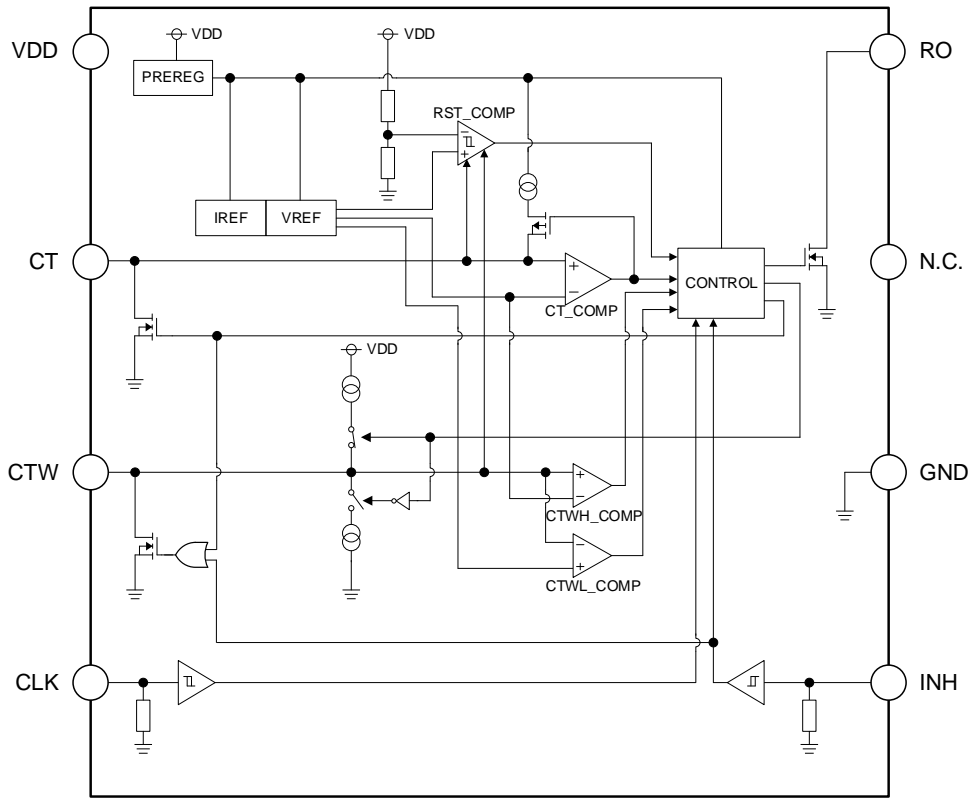 VDD
VDD
VDD
RO
PREREG
RST_COMP
IREF
VREF
CT
CONTROL
N.C.
CT_COMP
VDD
CTW
GND
CTWH_COMP
CTWL_COMP
CLK
INH